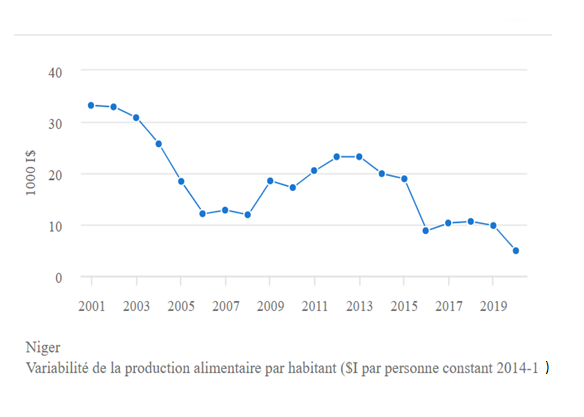 40
30
20
10
0
1000 I$
2001 2003 2005 2007 2009 2011 2013 2015 2017 2019
Niger
Variabilité de la production alimentaire par habitant ($I par personne constant 2014-1 )